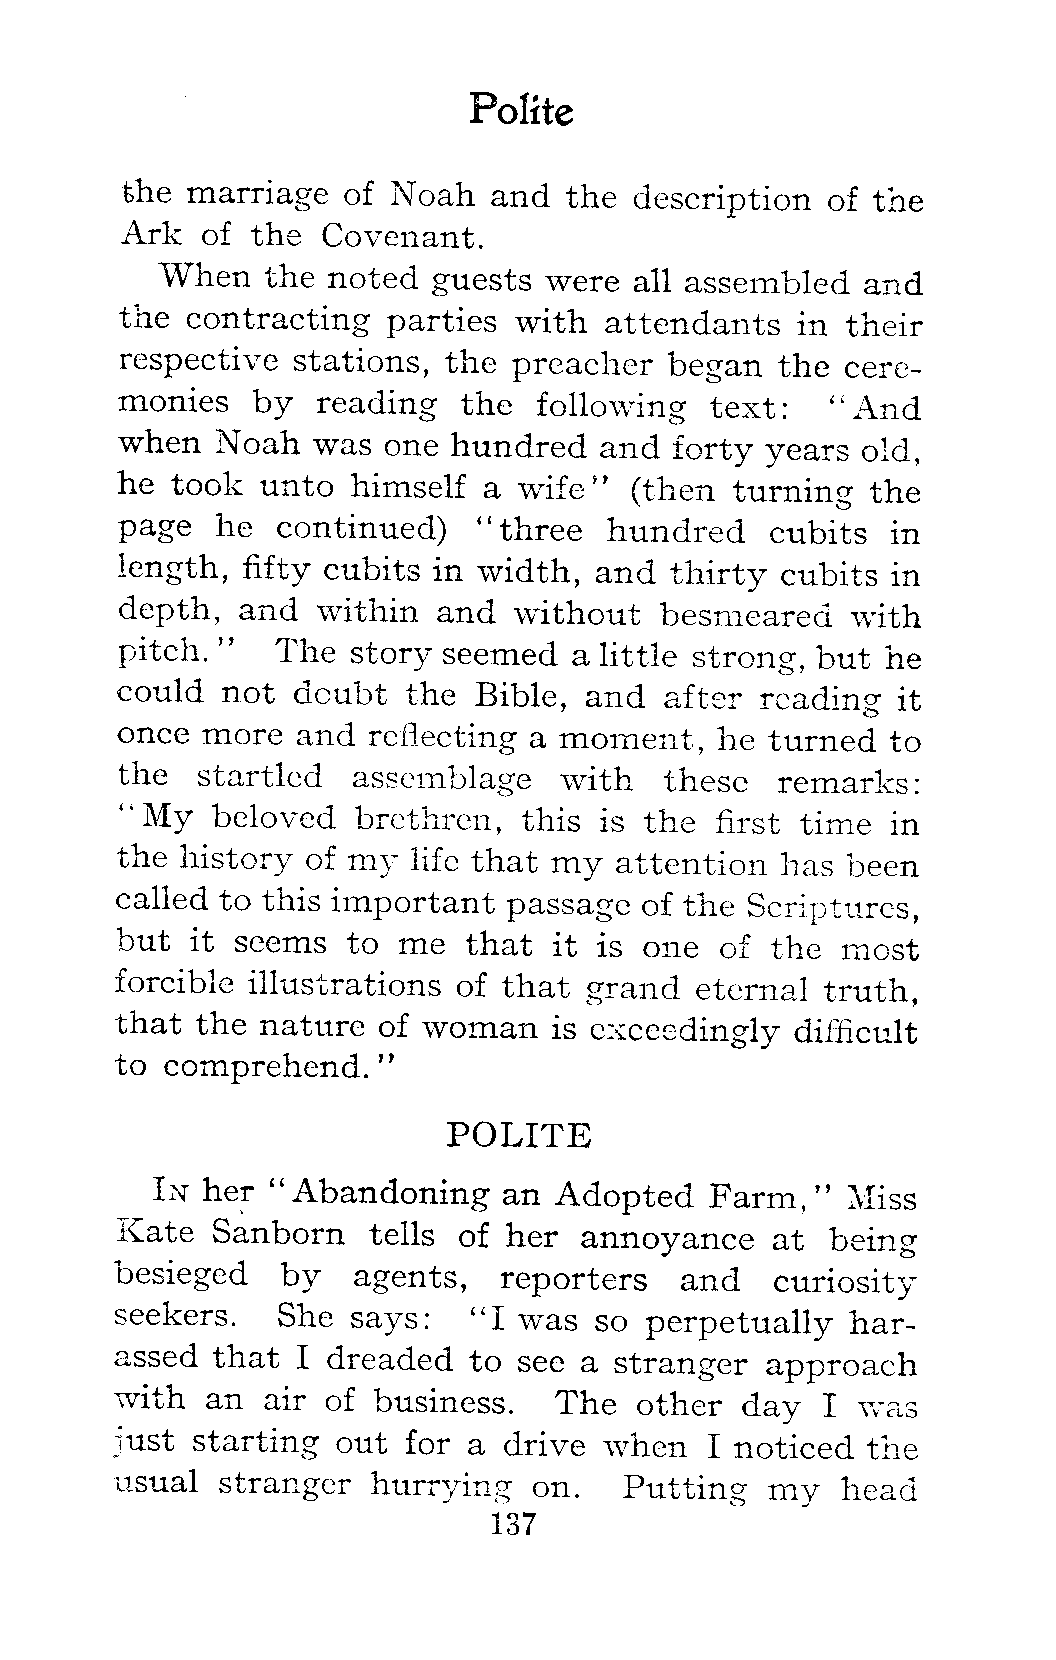 Polite
the marriage of Noah and the description of the
Ark of the Covenant.
When the noted guests were all assembled and
the contracting parties with attendants in their
respective stations, the preacher began the cere-
monies by reading the following text: "And
when Noah was one hundred and forty years old,
he took unto himself a wife" (then turning the
page he continued) "three hundred cubits in
length, fifty cubits in width, and thirty cubits in
depth, and within and without besmeared with
pitch." The story seemed a little strong, but he
could not doubt the Bible, and after reading it
once more and reflecting a moment, he turned to
the startled assemblage with these remarks:
"My beloved brethren, this is the first time in
the history of my life that my attention has been
called to this important passage of the Scriptures,
but it seems to me that it is one of the most
forcible illustrations of that grand eternal truth,
that the nature of woman is exceedingly difficult
to comprehend."
POLITE
IN her "Abandoning an Adopted Farm," Miss
Kate Sanborn tells of her annoyance at being
besieged by agents, reporters and curiosity
seekers. She says: "I was so perpetually har-
assed that I dreaded to see a stranger approach
with an air of business. The other day I was
just starting out for a drive when I noticed the
usual stranger hurrying on. Putting my head
137